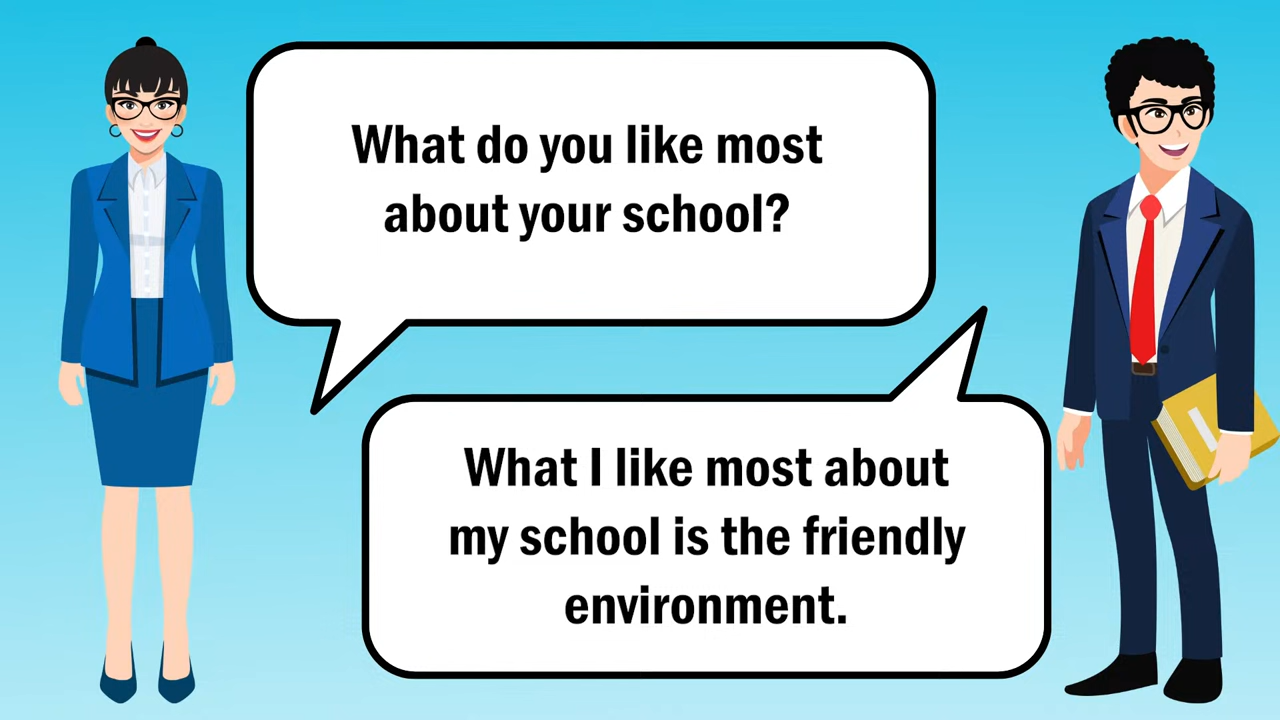 What do you like most
about your school?
What I like most about
my school is the friendly
environment.